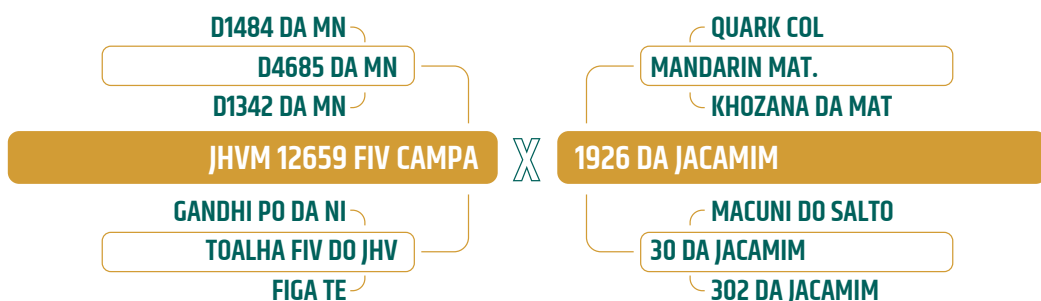 D1484 DA MN
D4685 DA MN
D1342 DA MN
JHVM 12659 FIV CAMPA
GANDHI PO DA NI
TOALHA FIV DO JHV
FIGA TE
X
QUARK COL
MANDARIN MAT.
KHOZANA DA MAT
1926 DA JACAMIM
MACUNI DO SALTO
30 DA JACAMIM
302 DA JACAMIM